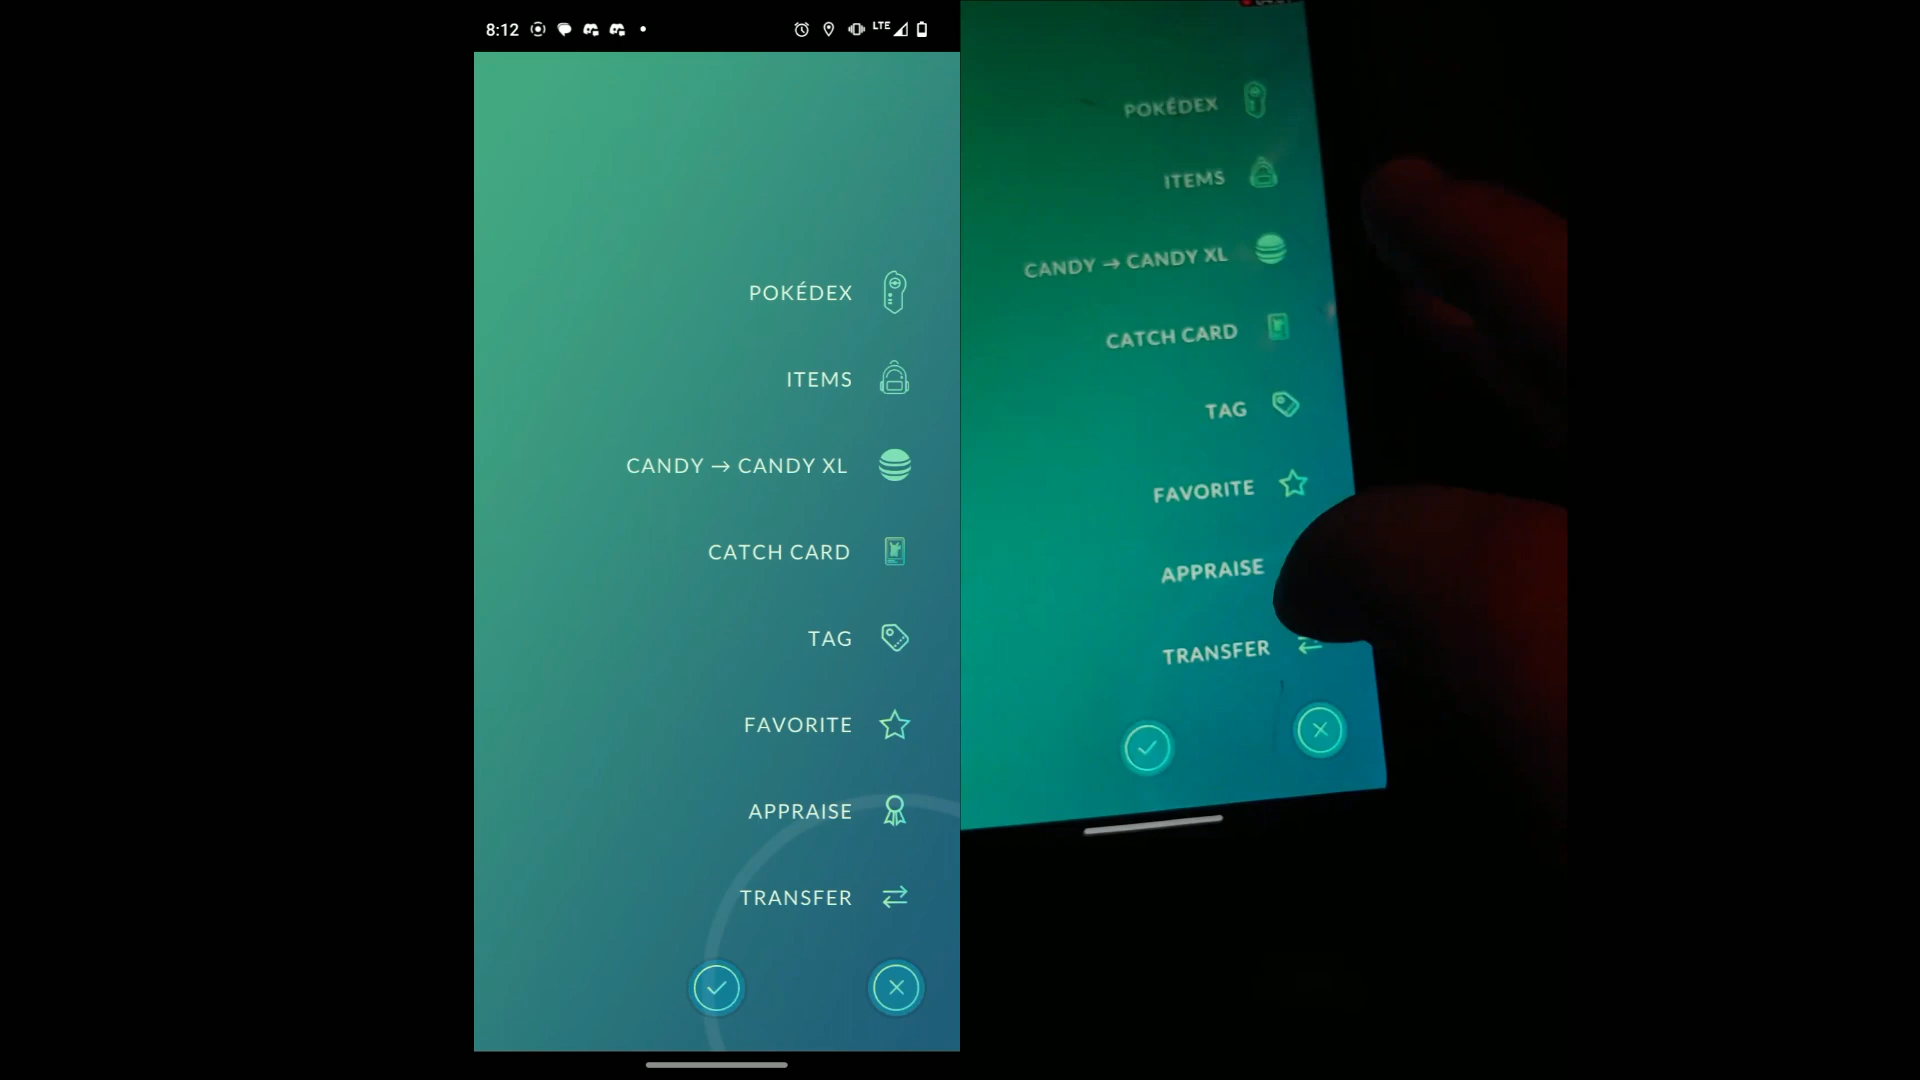 8:12
LTE
POKÉDEX
ITEMS
CANDY → CANDY XL
CATCH CARD
TAG
FAVORITE
APPRAISE
TRANSFER
POKÉDEX
ITEMS
CANDY → CANDY XL
CATCH CARD
TAG
FAVORITE
APPRAISE
TRANSFER